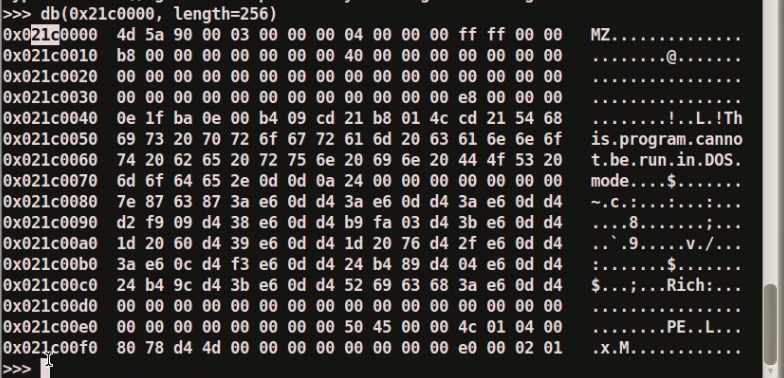 >>> db(0x021c0000, length=256)
0x021c0000  4d 5a 90 00 03 00 00 00 04 00 00 00 ff ff 00 00   MZ..............
0x021c0010  b8 00 00 00 00 00 00 00 40 00 00 00 00 00 00 00   ........@.......
0x021c0020  00 00 00 00 00 00 00 00 00 00 00 00 00 00 00 00   ................
0x021c0030  00 00 00 00 00 00 00 00 00 00 00 00 e8 00 00 00   ................
0x021c0040  0e 1f ba 0e 00 b4 09 cd 21 b8 01 4c cd 21 54 68   ........!..L.!Th
0x021c0050  69 73 20 70 72 6f 67 72 61 6d 20 63 61 6e 6e 6f   is.program.canno
0x021c0060  74 20 62 65 20 72 75 6e 20 69 6e 20 44 4f 53 20   t.be.run.in.DOS.
0x021c0070  6d 6f 64 65 2e 0d 0d 0a 24 00 00 00 00 00 00 00   mode....$.......
0x021c0080  7e 87 63 87 3a e6 0d d4 3a e6 0d d4 3a e6 0d d4   ~.c.:...:...:...
0x021c0090  d2 f9 09 d4 38 e6 0d d4 b9 fa 03 d4 3b e6 0d d4   ....8.......;...
0x021c00a0  1d 20 60 d4 39 e6 0d d4 1d 20 76 d4 2f e6 0d d4   ..`.9.....v./...
0x021c00b0  3a e6 0c d4 f3 e6 0d d4 24 b4 89 d4 04 e6 0d d4   :.......$.......
0x021c00c0  24 b4 9c d4 3b e6 0d d4 52 69 63 68 3a e6 0d d4   $...;...Rich:...
0x021c00d0  00 00 00 00 00 00 00 00 00 00 00 00 00 00 00 00   ................
0x021c00e0  00 00 00 00 00 00 00 00 50 45 00 00 4c 01 04 00   ........PE..L...
0x021c00f0  80 78 d4 4d 00 00 00 00 00 00 00 00 e0 00 02 01   .x.M............
>>>